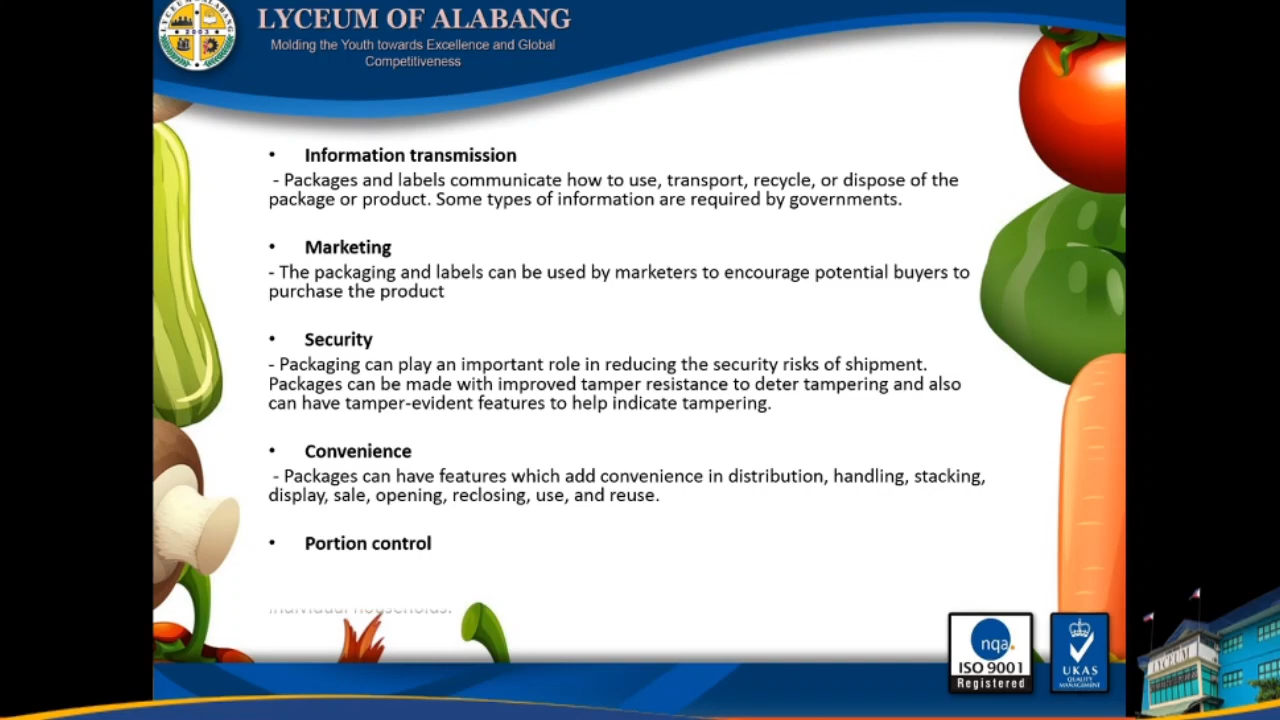 LYCEUM OF ALABANG
Molding the Youth towards Excellence and Global
Competitiveness
• Information transmission
- Packages and labels communicate how to use, transport, recycle, or dispose of the
package or product. Some types of information are required by governments.
• Marketing
- The packaging and labels can be used by marketers to encourage potential buyers to
purchase the product
• Security
- Packaging can play an important role in reducing the security risks of shipment.
Packages can be made with improved tamper resistance to deter tampering and also
can have tamper-evident features to help indicate tampering.
• Convenience
- Packages can have features which add convenience in distribution, handling, stacking,
display, sale, opening, reclosing, use, and reuse.
• Portion control
individual households.
nqa.
ISO 9001
Registered
UKAS
QUALITY
MANAGEMENT
LYCEUM
2003